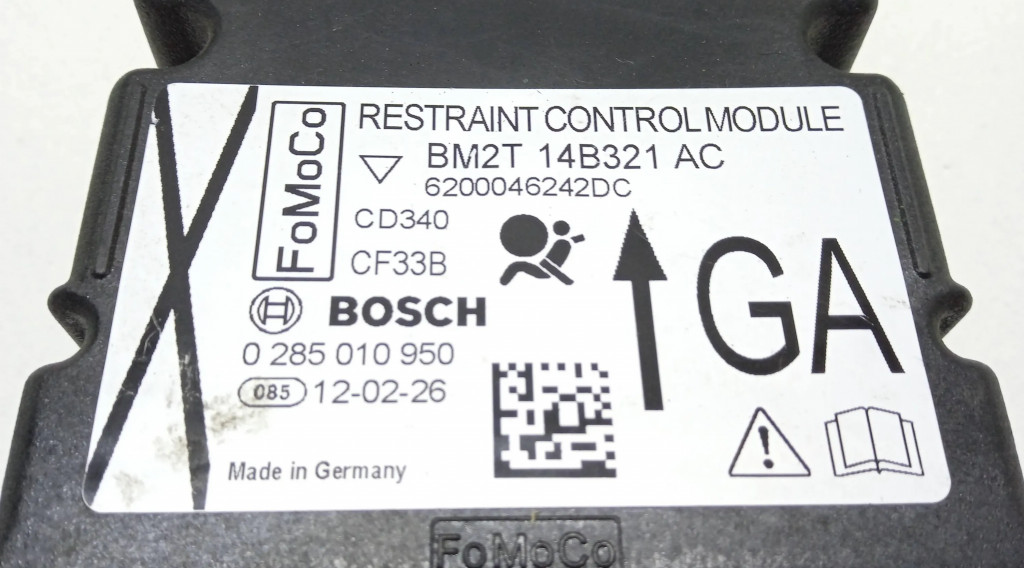 FoMoCo
RESTRAINT CONTROL MODULE
BM2T 14B321 AC
6200046242DC
CD340
CF33B
GA
BOSCH
0 285 010 950
085 12-02-26
Made in Germany
FoMoCo